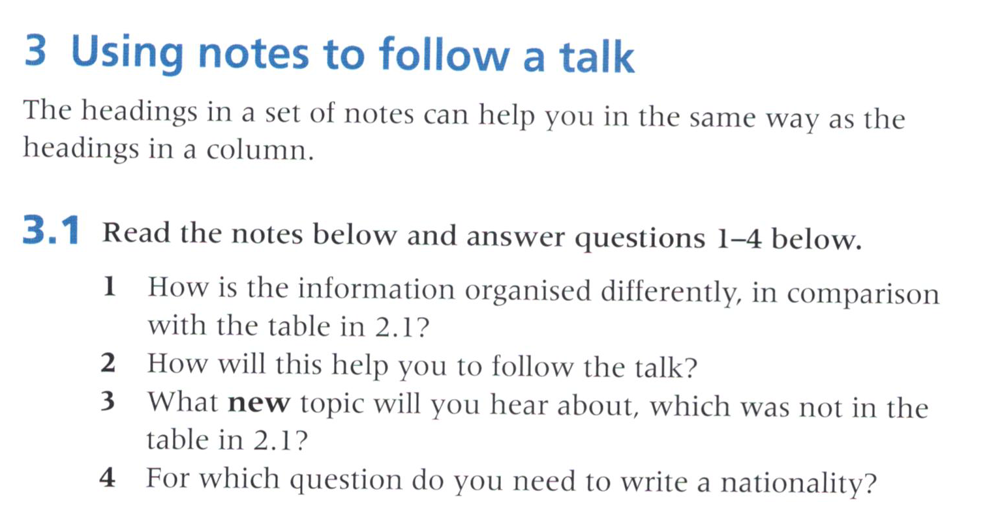 3 Using notes to follow a talk
The headings in a set of notes can help you in the same way as the
headings in a column.
3.1 Read the notes below and answer questions 1–4 below.
1 How is the information organised differently, in comparison
with the table in 2.1?
2 How will this help you to follow the talk?
3 What new topic will you hear about, which was not in the
table in 2.1?
4 For which question do you need to write a nationality?